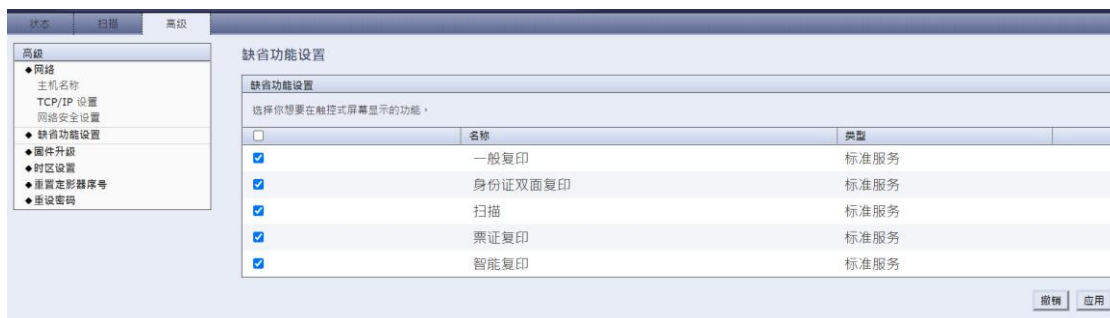 状态 扫描 高级
高级
◆网络
主机名称
TCP/IP 设置
网络安全设置
◆ 缺省功能设置
◆固件升级
◆时区设置
◆重置定影器序号
◆重设密码
缺省功能设置
缺省功能设置
选择你想要在触控式屏幕显示的功能。
名称 类型
一般复印 标准服务
身份证双面复印 标准服务
扫描 标准服务
票证复印 标准服务
智能复印 标准服务
撤销 应用